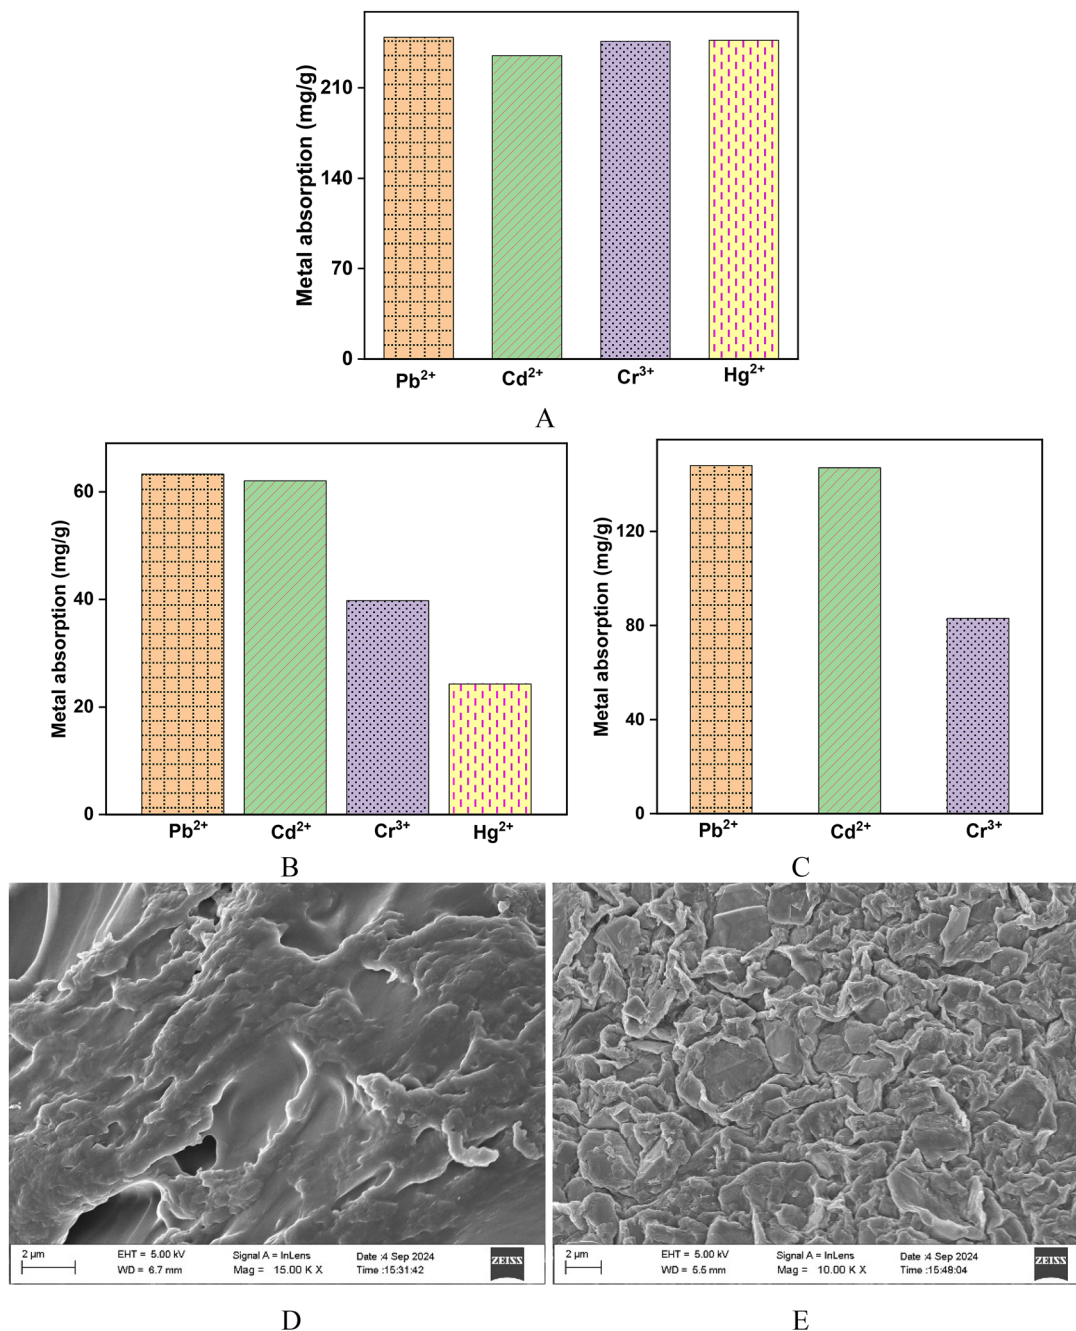 Metal absorption (mg/g)
210
140
70
0
Pb²⁺ Cd²⁺ Cr³⁺ Hg²⁺
A
Metal absorption (mg/g)
60
40
20
0
Pb²⁺ Cd²⁺ Cr³⁺ Hg²⁺
B
Metal absorption (mg/g)
120
80
40
0
Pb²⁺ Cd²⁺ Cr³⁺
C
2 µm EHT = 5.00 kV Signal A = InLens Date :4 Sep 2024 ZEISS
WD = 6.7 mm Mag = 15.00 K X Time :15:31:42
D
2 µm EHT = 5.00 kV Signal A = InLens Date :4 Sep 2024 ZEISS
WD = 5.5 mm Mag = 10.00 K X Time :15:48:04
E